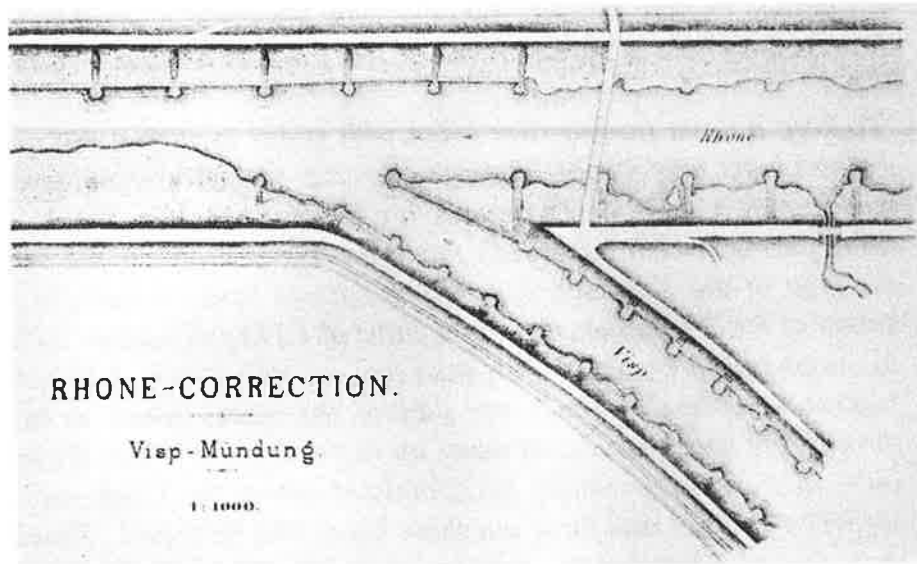 Rhone
Visp
RHONE-CORRECTION.
Visp-Mündung.
1:1000.